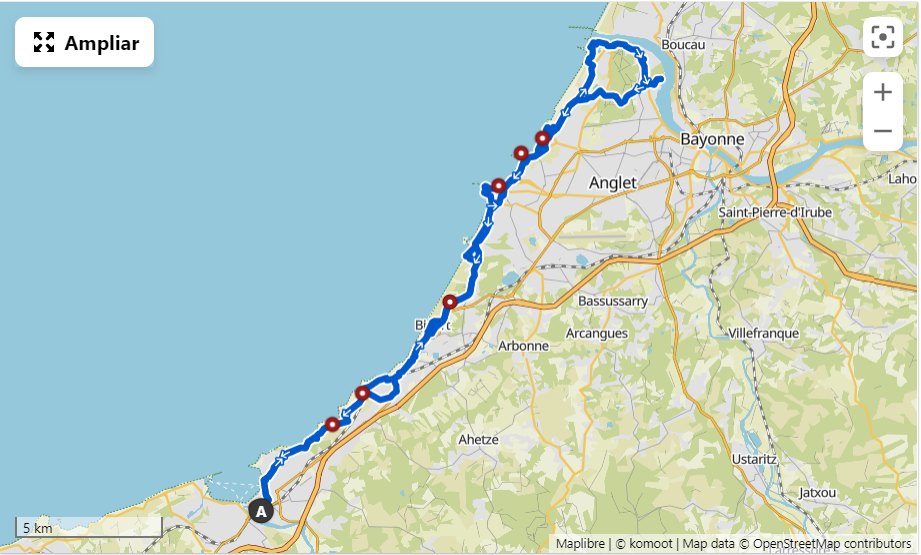 Ampliar
Boucau
Bayonne
Anglet
Laho
Saint-Pierre-d'Irube
Bassussarry
Arcangues
Villefranque
Arbonne
Ahetze
Ustaritz
Jatxou
A
5 km
Maplibre | © komoot | Map data © OpenStreetMap contributors